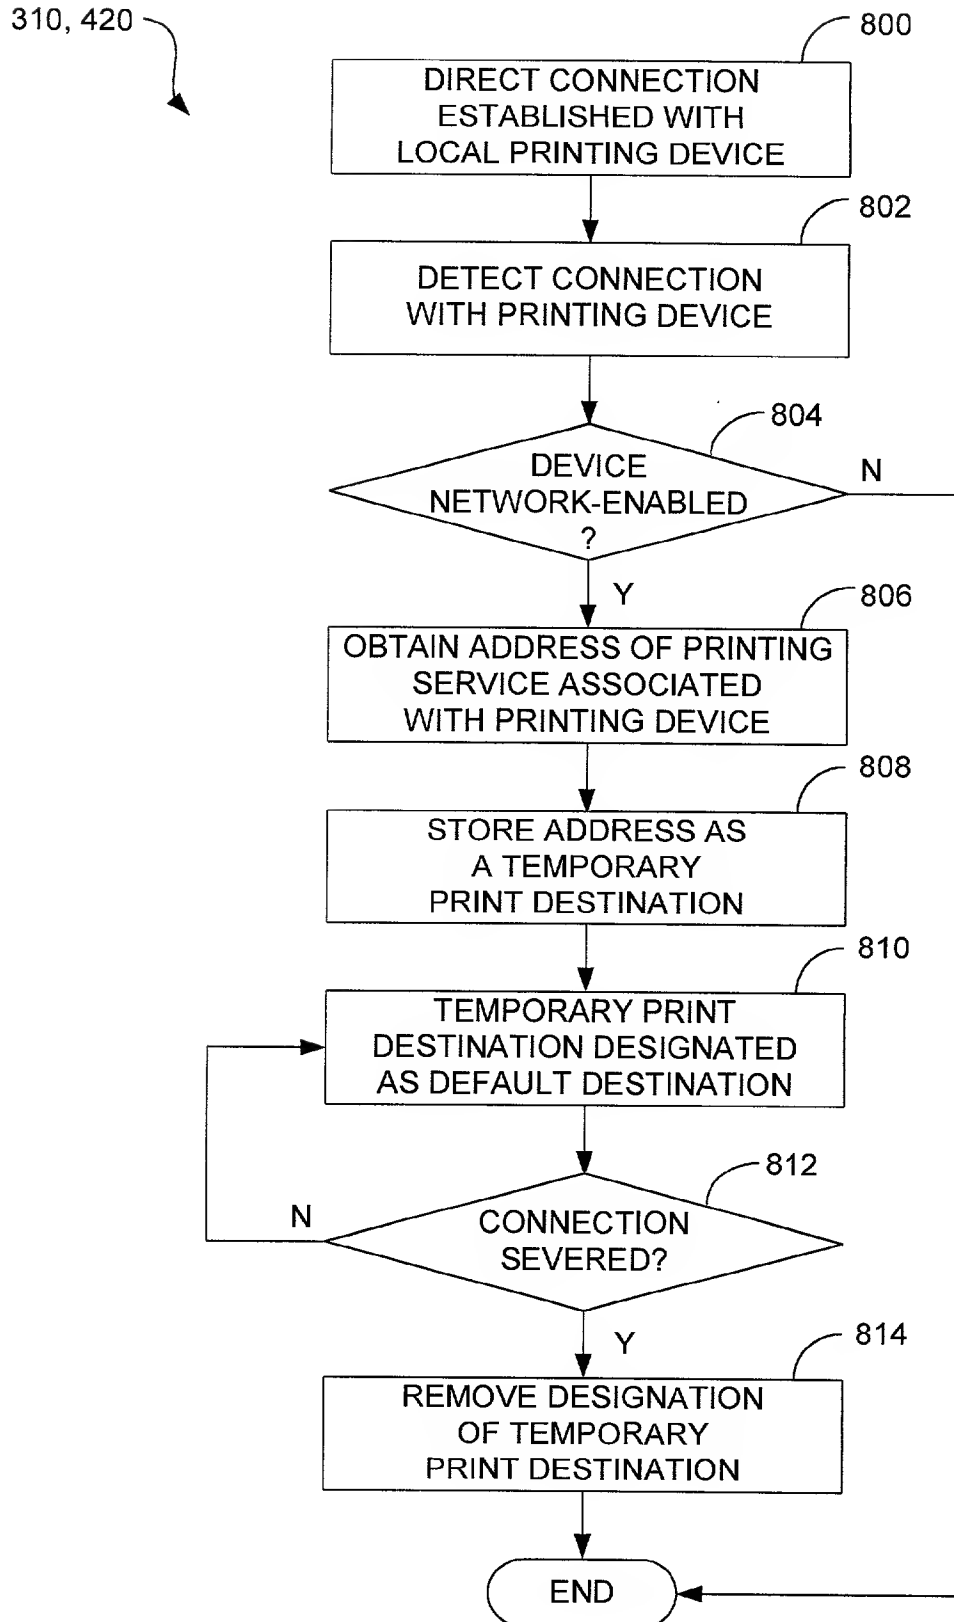 310, 420
800
DIRECT CONNECTION
ESTABLISHED WITH
LOCAL PRINTING DEVICE
802
DETECT CONNECTION
WITH PRINTING DEVICE
804
DEVICE
NETWORK-ENABLED
?
N
Y
806
OBTAIN ADDRESS OF PRINTING
SERVICE ASSOCIATED
WITH PRINTING DEVICE
808
STORE ADDRESS AS
A TEMPORARY
PRINT DESTINATION
810
TEMPORARY PRINT
DESTINATION DESIGNATED
AS DEFAULT DESTINATION
812
CONNECTION
SEVERED?
N
Y
814
REMOVE DESIGNATION
OF TEMPORARY
PRINT DESTINATION
END